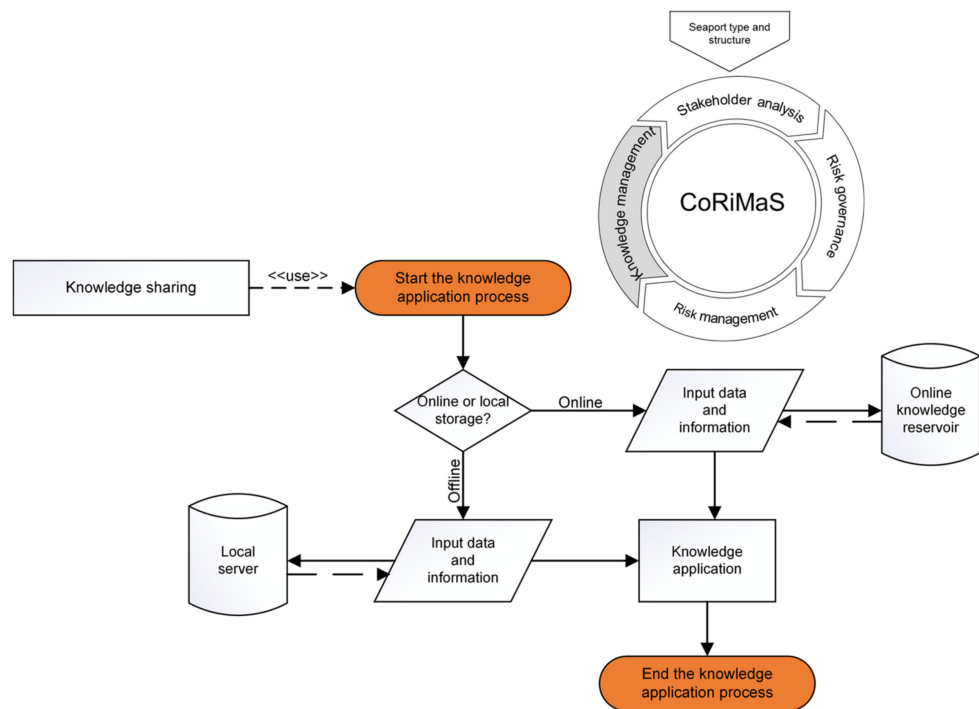 Seaport type and
structure
Stakeholder analysis
Risk governance
Risk management
Knowledge management
CoRiMaS
Knowledge sharing
<<use>>
Start the knowledge
application process
Online or local
storage?
Online
Input data
and
information
Online
knowledge
reservoir
Offline
Local
server
Input data
and
information
Knowledge
application
End the knowledge
application process